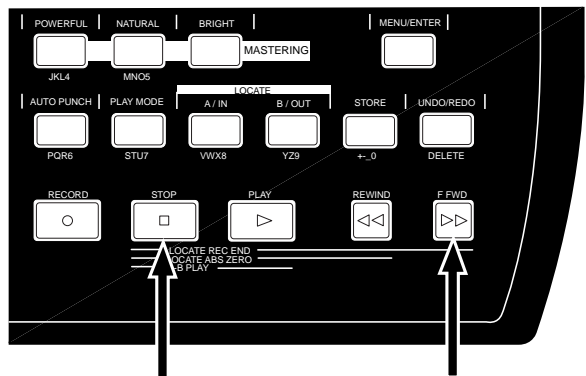 POWERFUL NATURAL BRIGHT MENU/ENTER
MASTERING
JKL4 MNO5
LOCATE
AUTO PUNCH PLAY MODE A / IN B / OUT STORE UNDO/REDO
PQR6 STU7 VWX8 YZ9 +-_0 DELETE
RECORD STOP PLAY REWIND F FWD
LOCATE REC END
OCATE ABS ZERO
-B PLAY